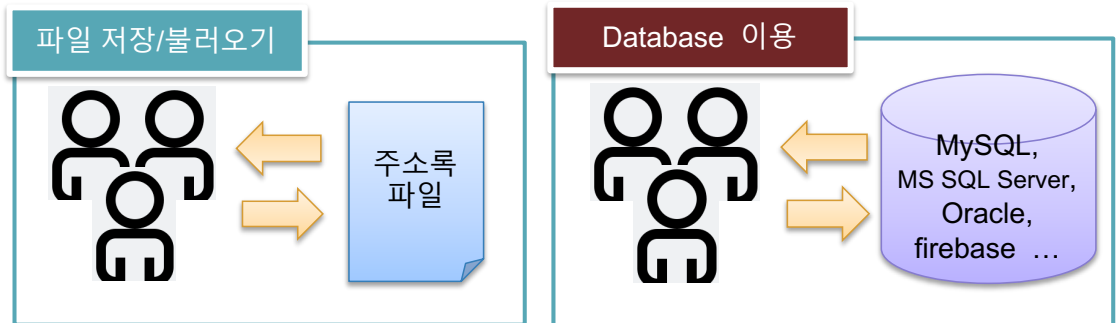 파일 저장/불러오기
주소록
파일
Database 이용
MySQL,
MS SQL Server,
Oracle,
firebase …